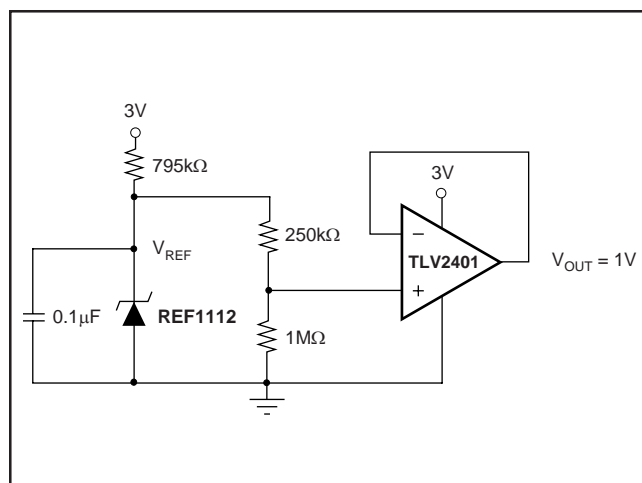 3V
795kΩ
3V
250kΩ
V_REF
TLV2401
V_OUT = 1V
−
+
0.1μF
REF1112
1MΩ